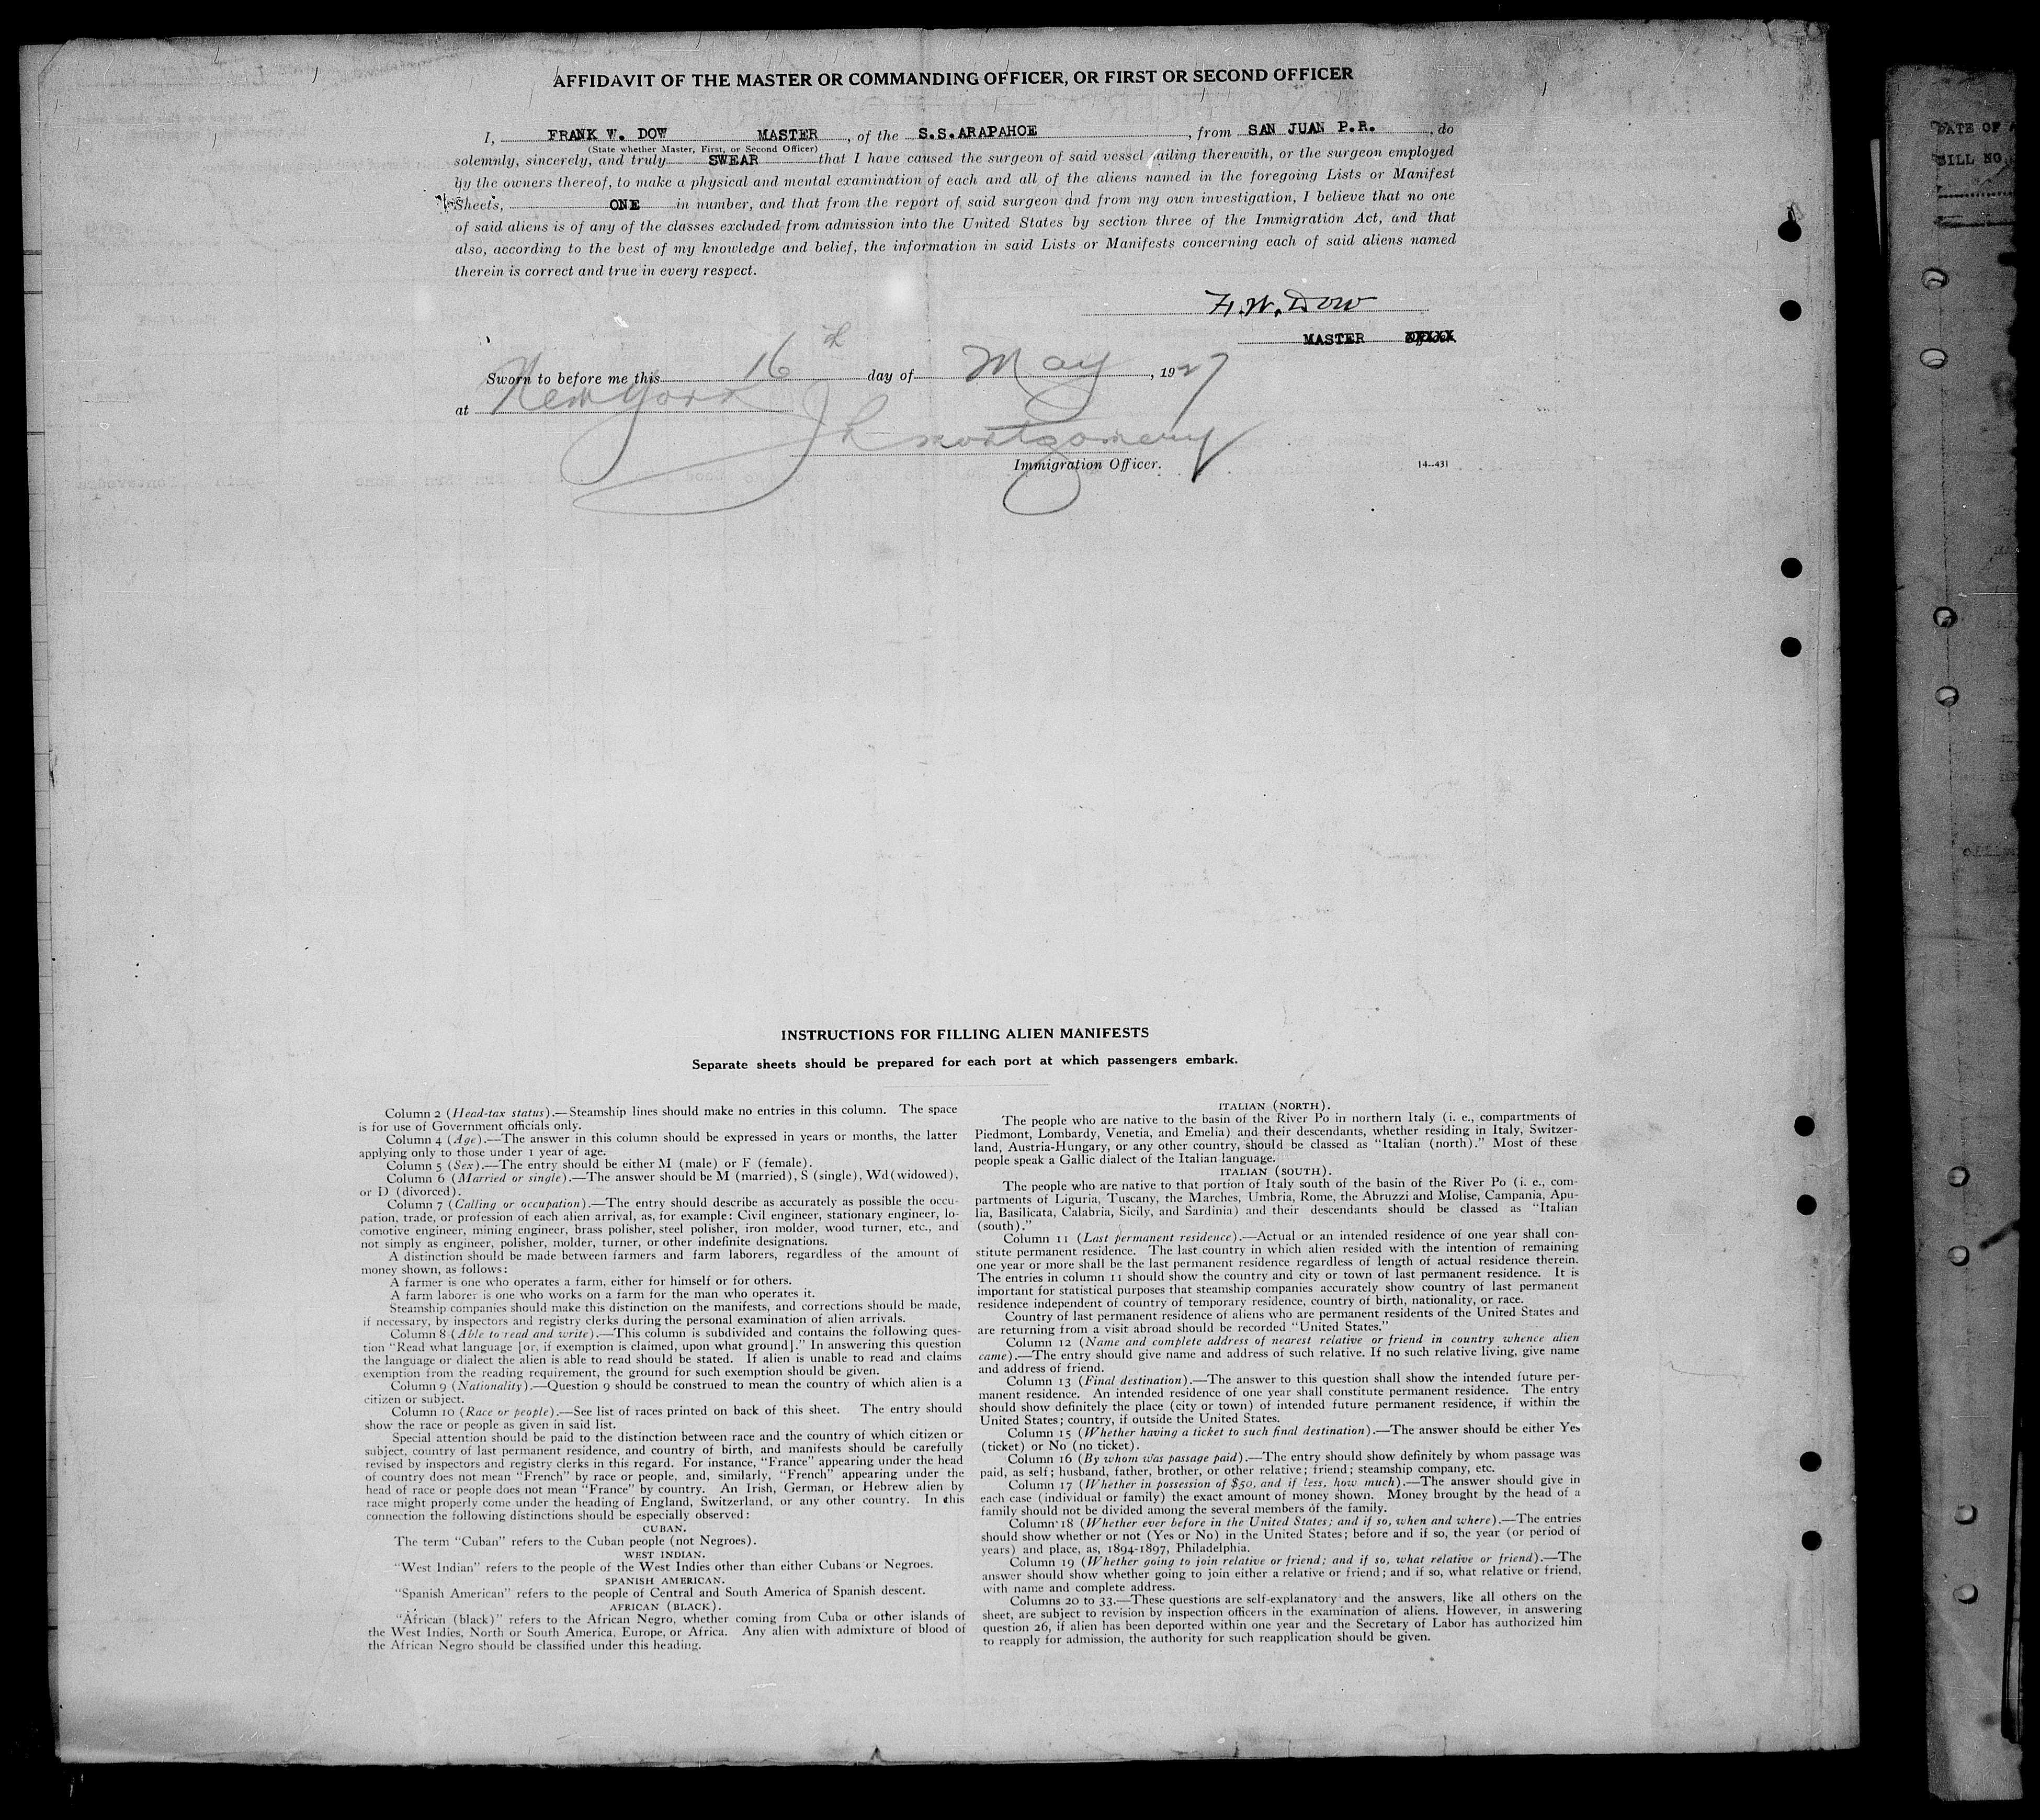 AFFIDAVIT OF THE MASTER OR COMMANDING OFFICER, OR FIRST OR SECOND OFFICER
I, FRANK W. DOW MASTER, of the S.S.ARAPAHOE, from SAN JUAN P.R., do
(State whether Master, First, or Second Officer)
solemnly, sincerely, and truly SWEAR that I have caused the surgeon of said vessel sailing therewith, or the surgeon employed
by the owners thereof, to make a physical and mental examination of each and all of the aliens named in the foregoing Lists or Manifest
Sheets, ONE in number, and that from the report of said surgeon and from my own investigation, I believe that no one
of said aliens is of any of the classes excluded from admission into the United States by section three of the Immigration Act, and that
also, according to the best of my knowledge and belief, the information in said Lists or Manifests concerning each of said aliens named
therein is correct and true in every respect.
F. W. Dow
MASTER
Sworn to before me this 16th day of May, 1927
at New York
J R Montgomery
Immigration Officer.
14-431
INSTRUCTIONS FOR FILLING ALIEN MANIFESTS
Separate sheets should be prepared for each port at which passengers embark.
Column 2 (Head-tax status).—Steamship lines should make no entries in this column. The space
is for use of Government officials only.
Column 4 (Age).—The answer in this column should be expressed in years or months, the latter
applying only to those under 1 year of age.
Column 5 (Sex).—The entry should be either M (male) or F (female).
Column 6 (Married or single).—The answer should be M (married), S (single), Wd (widowed),
or D (divorced).
Column 7 (Calling or occupation).—The entry should describe as accurately as possible the occu-
pation, trade, or profession of each alien arrival, as, for example: Civil engineer, stationary engineer, lo-
comotive engineer, mining engineer, brass polisher, steel polisher, iron molder, wood turner, etc., and
not simply as engineer, polisher, molder, turner, or other indefinite designations.
A distinction should be made between farmers and farm laborers, regardless of the amount of
money shown, as follows:
A farmer is one who operates a farm, either for himself or for others.
A farm laborer is one who works on a farm for the man who operates it.
Steamship companies should make this distinction on the manifests, and corrections should be made,
if necessary, by inspectors and registry clerks during the personal examination of alien arrivals.
Column 8 (Able to read and write).—This column is subdivided and contains the following ques-
tion "Read what language [or, if exemption is claimed, upon what ground]." In answering this question
the language or dialect the alien is able to read should be stated. If alien is unable to read and claims
exemption from the reading requirement, the ground for such exemption should be given.
Column 9 (Nationality).—Question 9 should be construed to mean the country of which alien is a
citizen or subject.
Column 10 (Race or people).—See list of races printed on back of this sheet. The entry should
show the race or people as given in said list.
Special attention should be paid to the distinction between race and the country of which citizen or
subject, country of last permanent residence, and country of birth, and manifests should be carefully
revised by inspectors and registry clerks in this regard. For instance, "France" appearing under the head
of country does not mean "French" by race or people, and, similarly, "French" appearing under the
head of race or people does not mean "France" by country. An Irish, German, or Hebrew alien by
race might properly come under the heading of England, Switzerland, or any other country. In this
connection the following distinctions should be especially observed:
CUBAN.
The term "Cuban" refers to the Cuban people (not Negroes).
WEST INDIAN.
"West Indian" refers to the people of the West Indies other than either Cubans or Negroes.
SPANISH AMERICAN.
"Spanish American" refers to the people of Central and South America of Spanish descent.
AFRICAN (BLACK).
"African (black)" refers to the African Negro, whether coming from Cuba or other islands of
the West Indies, North or South America, Europe, or Africa. Any alien with admixture of blood of
the African Negro should be classified under this heading.
ITALIAN (NORTH).
The people who are native to the basin of the River Po in northern Italy (i. e., compartments of
Piedmont, Lombardy, Venetia, and Emelia) and their descendants, whether residing in Italy, Switzer-
land, Austria-Hungary, or any other country, should be classed as "Italian (north)." Most of these
people speak a Gallic dialect of the Italian language.
ITALIAN (SOUTH).
The people who are native to that portion of Italy south of the basin of the River Po (i. e., com-
partments of Liguria, Tuscany, the Marches, Umbria, Rome, the Abruzzi and Molise, Campania, Apu-
lia, Basilicata, Calabria, Sicily, and Sardinia) and their descendants should be classed as "Italian
(south)."
Column 11 (Last permanent residence).—Actual or an intended residence of one year shall con-
stitute permanent residence. The last country in which alien resided with the intention of remaining
one year or more shall be the last permanent residence regardless of length of actual residence therein.
The entries in column 11 should show the country and city or town of last permanent residence. It is
important for statistical purposes that steamship companies accurately show country of last permanent
residence independent of country of temporary residence, country of birth, nationality, or race.
Country of last permanent residence of aliens who are permanent residents of the United States and
are returning from a visit abroad should be recorded "United States."
Column 12 (Name and complete address of nearest relative or friend in country whence alien
came).—The entry should give name and address of such relative. If no such relative living, give name
and address of friend.
Column 13 (Final destination).—The answer to this question shall show the intended future per-
manent residence. An intended residence of one year shall constitute permanent residence. The entry
should show definitely the place (city or town) of intended future permanent residence, if within the
United States; country, if outside the United States.
Column 15 (Whether having a ticket to such final destination).—The answer should be either Yes
(ticket) or No (no ticket).
Column 16 (By whom was passage paid).—The entry should show definitely by whom passage was
paid, as self; husband, father, brother, or other relative; friend; steamship company, etc.
Column 17 (Whether in possession of $50, and if less, how much).—The answer should give in
each case (individual or family) the exact amount of money shown. Money brought by the head of a
family should not be divided among the several members of the family.
Column 18 (Whether ever before in the United States; and if so, when and where).—The entries
should show whether or not (Yes or No) in the United States; before and if so, the year (or period of
years) and place, as, 1894-1897, Philadelphia.
Column 19 (Whether going to join relative or friend; and if so, what relative or friend).—The
answer should show whether going to join either a relative or friend; and if so, what relative or friend,
with name and complete address.
Columns 20 to 33.—These questions are self-explanatory and the answers, like all others on the
sheet, are subject to revision by inspection officers in the examination of aliens. However, in answering
question 26, if alien has been deported within one year and the Secretary of Labor has authorized him
to reapply for admission, the authority for such reapplication should be given.
DATE OF
BILL NO.